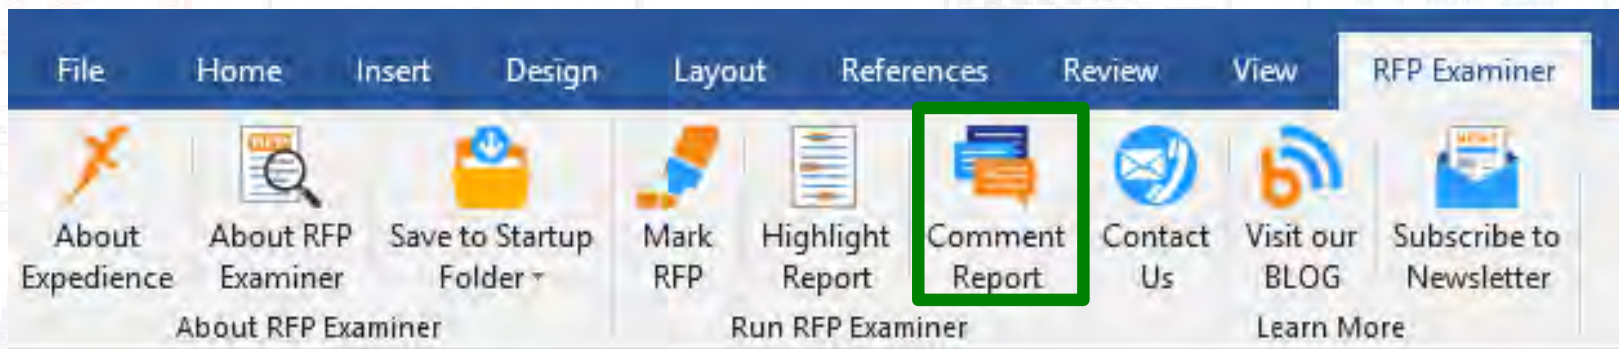 File Home Insert Design Layout References Review View RFP Examiner
About Expedience
About RFP Examiner
Save to Startup Folder
Mark RFP
Highlight Report
Comment Report
Contact Us
Visit our BLOG
Subscribe to Newsletter
About RFP Examiner Run RFP Examiner Learn More